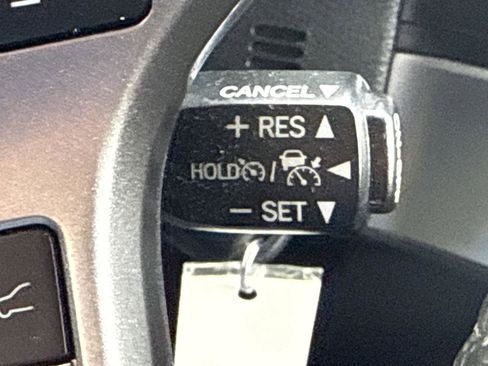 CANCEL ▼
+ RES ▲
HOLD / ◄
− SET ▼